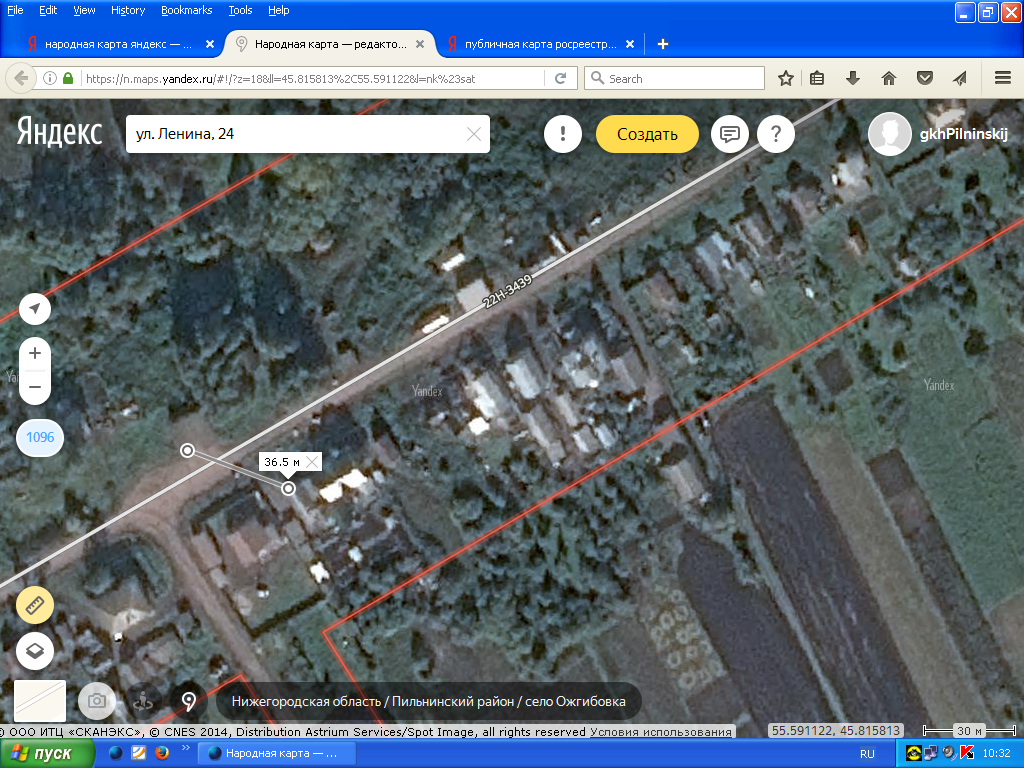 File Edit View History Bookmarks Tools Help
народная карта яндекс — ...
Народная карта — редакто...
публичная карта росреестр...
https://n.maps.yandex.ru/#!/?z=18&ll=45.815813%2C55.591122&l=nk%23sat
Search
Яндекс
ул. Ленина, 24
!
Создать
?
gkhPilninskij
22Н-3439
+
−
Yandex
Yandex
1096
36.5 м
Нижегородская область / Пильнинский район / село Ожгибовка
© ООО ИТЦ «СКАНЭКС», © CNES 2014, Distribution Astrium Services/Spot Image, all rights reserved Условия использования
55.591122, 45.815813
30 м
пуск
Народная карта — ...
RU
10:32